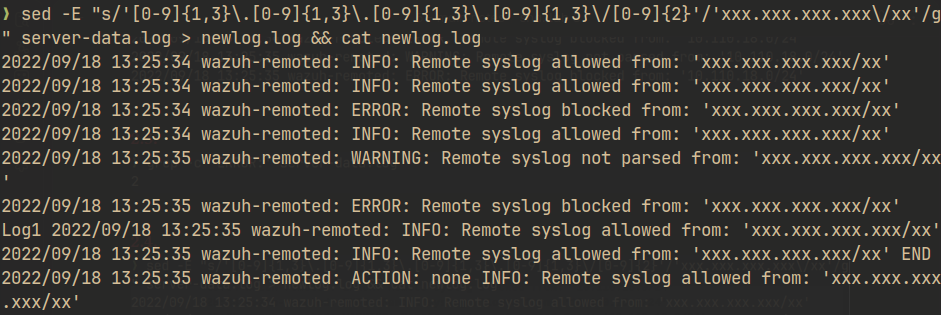 ❯ sed -E "s/'[0-9]{1,3}\.[0-9]{1,3}\.[0-9]{1,3}\.[0-9]{1,3}\/[0-9]{2}'/'xxx.xxx.xxx.xxx\/xx'/g
" server-data.log > newlog.log && cat newlog.log
2022/09/18 13:25:34 wazuh-remoted: INFO: Remote syslog allowed from: 'xxx.xxx.xxx.xxx/xx'
2022/09/18 13:25:34 wazuh-remoted: INFO: Remote syslog allowed from: 'xxx.xxx.xxx.xxx/xx'
2022/09/18 13:25:34 wazuh-remoted: ERROR: Remote syslog blocked from: 'xxx.xxx.xxx.xxx/xx'
2022/09/18 13:25:34 wazuh-remoted: INFO: Remote syslog allowed from: 'xxx.xxx.xxx.xxx/xx'
2022/09/18 13:25:35 wazuh-remoted: WARNING: Remote syslog not parsed from: 'xxx.xxx.xxx.xxx/xx
'
2022/09/18 13:25:35 wazuh-remoted: ERROR: Remote syslog blocked from: 'xxx.xxx.xxx.xxx/xx'
Log1 2022/09/18 13:25:35 wazuh-remoted: INFO: Remote syslog allowed from: 'xxx.xxx.xxx.xxx/xx'
2022/09/18 13:25:35 wazuh-remoted: INFO: Remote syslog allowed from: 'xxx.xxx.xxx.xxx/xx' END
2022/09/18 13:25:35 wazuh-remoted: ACTION: none INFO: Remote syslog allowed from: 'xxx.xxx.xxx
.xxx/xx'